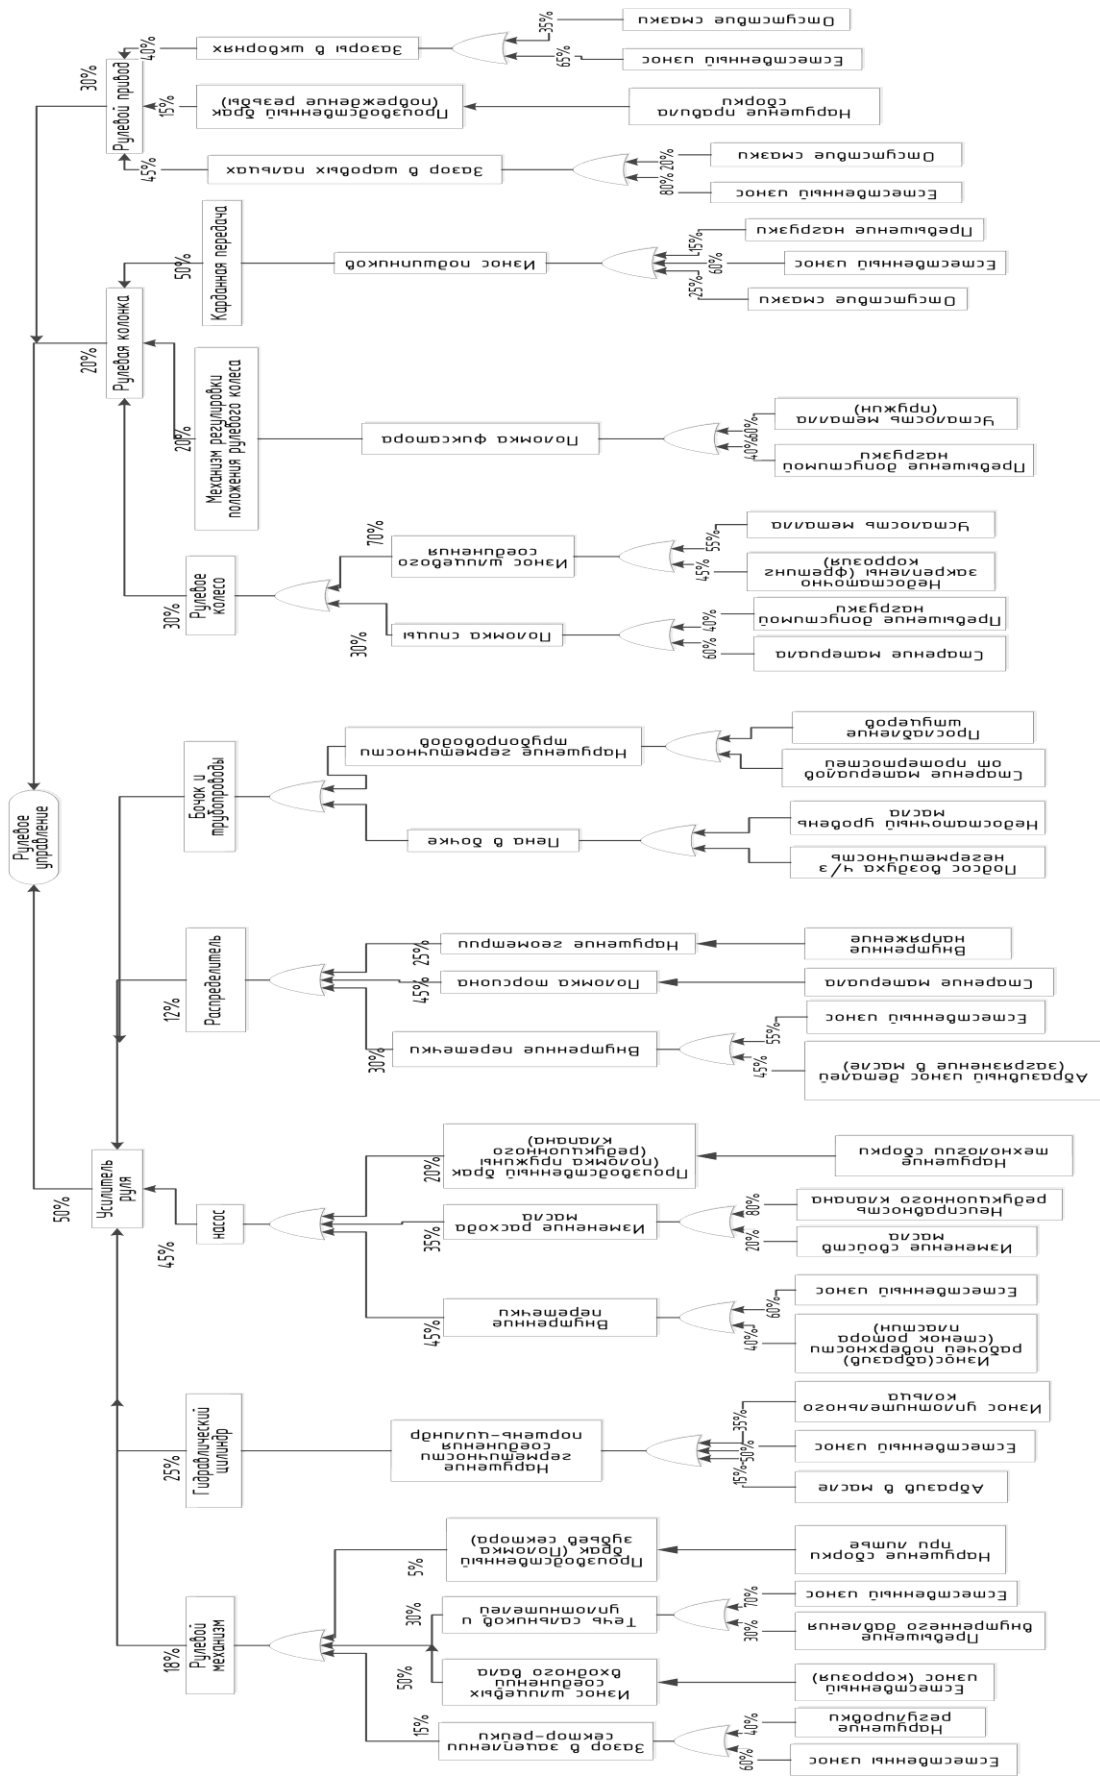 Рулевое
управление
50%
Усилитель
руля
18%
Рулевой
механизм
15%
Зазор в зацеплении
сектор-рейки
60%
Естественны износ
40%
Нарушение
регулировки
50%
Износ шлицевых
соединений
входного вала
Естественный
износ (коррозия)
30%
Течь сальников и
уплотнителей
30%
Превышение
внутреннего давления
70%
Естественный износ
5%
Производственный
брак (Поломка
зубьев сектора)
Нарушение сборки
при литье
25%
Гидравлический
цилиндр
Нарушение
герметичности
соединения
поршень-цилиндр
15%
Абразив в масле
50%
Естественный износ
35%
Износ уплотнительного
кольца
45%
насос
45%
Внутренние
перетечки
40%
Износ(абразив)
рабочей поверхности
(стенок ротора
пластин)
60%
Естественный износ
35%
Изменение расхода
масла
20%
Изменение свойств
масла
80%
Неисправность
редукционного клапана
20%
Производственный брак
(поломка пружины
(редукционного
клапана)
Нарушение
технологии сборки
12%
Распределитель
30%
Внутренние перетечки
45%
Абразивный износ деталей
(загрязнение в масле)
55%
Естественный износ
45%
Поломка торсиона
Старение материала
25%
Нарушение геометрии
Внутренние
напряжение
Бочок и
трубопроводы
Пена в бочке
Подсос воздуха ч/з
негерметичность
Недостаточный уровень
масла
Нарушение герметичности
трубопроводов
Старение материалов
от протертостей
Прослабление
штуцеров
20%
Рулевая колонка
30%
Рулевое
колесо
30%
Поломка спицы
60%
Старение материала
40%
Превышение допустимой
нагрузки
70%
Износ шлицевого
соединения
45%
Недостаточно
закреплены (фретинг
коррозия)
55%
Усталость металла
20%
Механизм регулировки
положения рулевого колеса
Поломка фиксатора
40%
Превышение допустимой
нагрузки
60%
Усталость металла
(пружин)
50%
Карданная передача
Износ подшипников
25%
Отсутствие смазки
60%
Естественный износ
15%
Превышение нагрузки
30%
Рулевой привод
45%
Зазор в шаровых пальцах
80%
Естественный износ
20%
Отсутствие смазки
15%
Производственный брак
(повреждение резьбы)
Нарушение правила
сборки
40%
Зазоры в шкворнях
65%
Естественный износ
35%
Отсутствие смазки